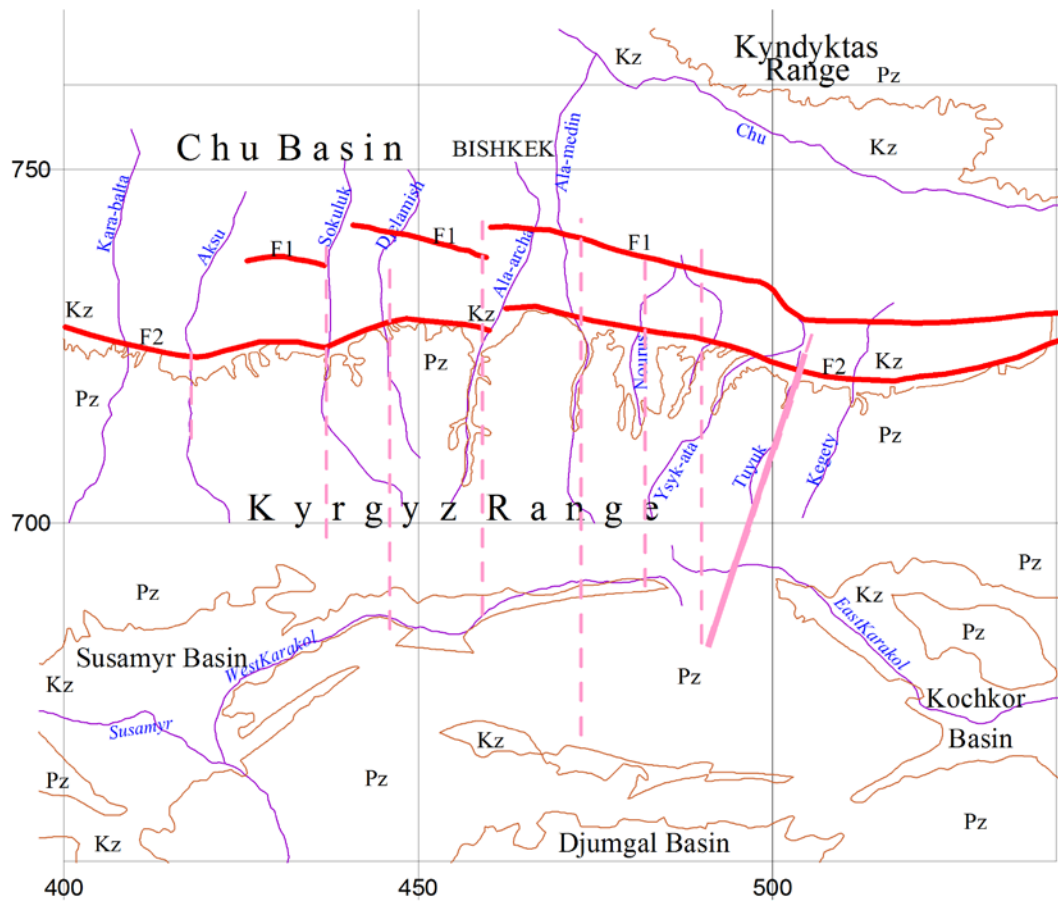 Kz
Kyndyktas
Range
Pz
Chu
Kz
Chu Basin
BISHKEK
750
Kara-balta
Aksu
Sokuluk
Djelamish
Ala-archa
Ala-medin
F1
F1
F1
Kz
F2
Kz
Pz
Pz
Nourus
F2
Kz
Pz
Ysyk-ata
Tuyuk
Kegety
700
Kyrgyz Range
Pz
Pz
Kz
Pz
EastKarakol
Susamyr Basin
WestKarakol
Kz
Pz
Kochkor
Basin
Susamyr
Kz
Pz
Pz
Kz
Djumgal Basin
Pz
400
450
500